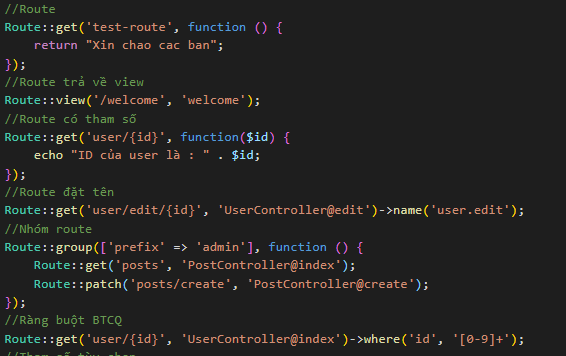 //Route
Route::get('test-route', function () {
    return "Xin chao cac ban";
});
//Route trả về view
Route::view('/welcome', 'welcome');
//Route có tham số
Route::get('user/{id}', function($id) {
    echo "ID của user là : " . $id;
});
//Route đặt tên
Route::get('user/edit/{id}', 'UserController@edit')->name('user.edit');
//Nhóm route
Route::group(['prefix' => 'admin'], function () {
    Route::get('posts', 'PostController@index');
    Route::patch('posts/create', 'PostController@create');
});
//Ràng buột BTCQ
Route::get('user/{id}', 'UserController@index')->where('id', '[0-9]+');